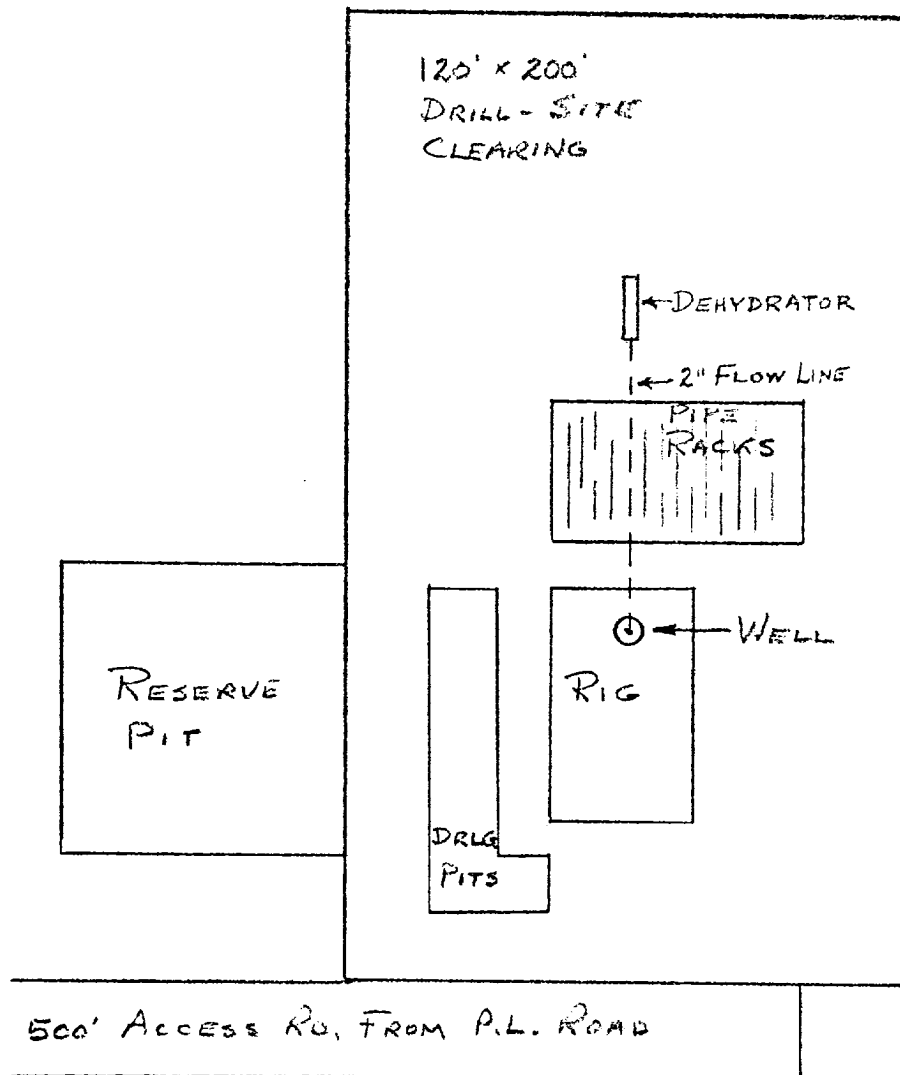 120' x 200'
DRILL-SITE
CLEARING
DEHYDRATOR
2" FLOW LINE
PIPE
RACKS
WELL
RIG
RESERVE
PIT
DRLG
PITS
500' ACCESS RD. FROM P.L. ROAD